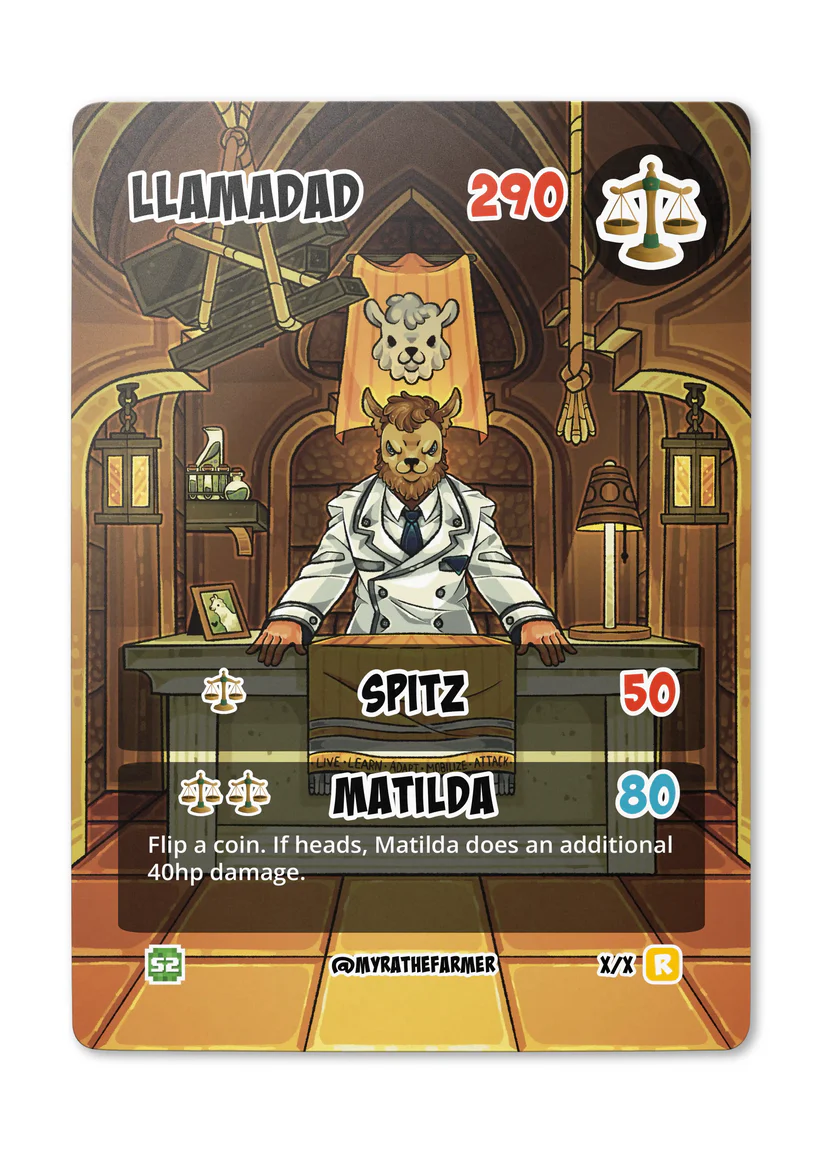 LLAMADAD 290
SPITZ 50
·LIVE·LEARN·ADAPT·MOBILIZE·ATTACK·
MATILDA 80
Flip a coin. If heads, Matilda does an additional
40hp damage.
S2 @MYRATHEFARMER X/X R